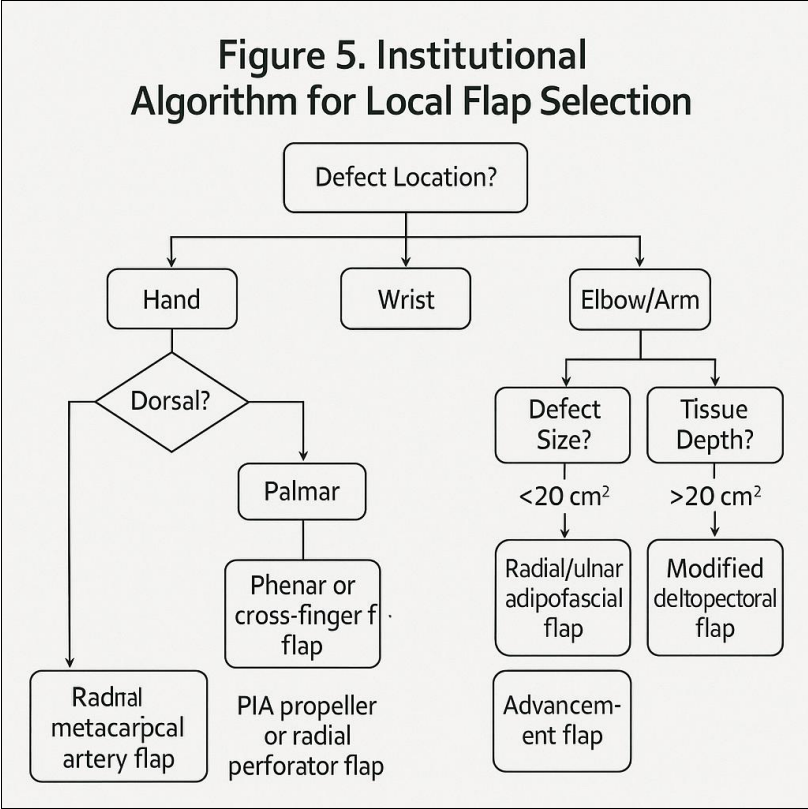 Figure 5. Institutional
Algorithm for Local Flap Selection
Defect Location?
Hand
Wrist
Elbow/Arm
Dorsal?
Defect
Size?
Tissue
Depth?
Palmar
<20 cm²
>20 cm²
Phenar or
cross-finger f
flap
Radial/ulnar
adipofascial
flap
Modified
deltopectoral
flap
metacarpcal
artery flap
PIA propeller
or radial
perforator flap
Advancem-
ent flap